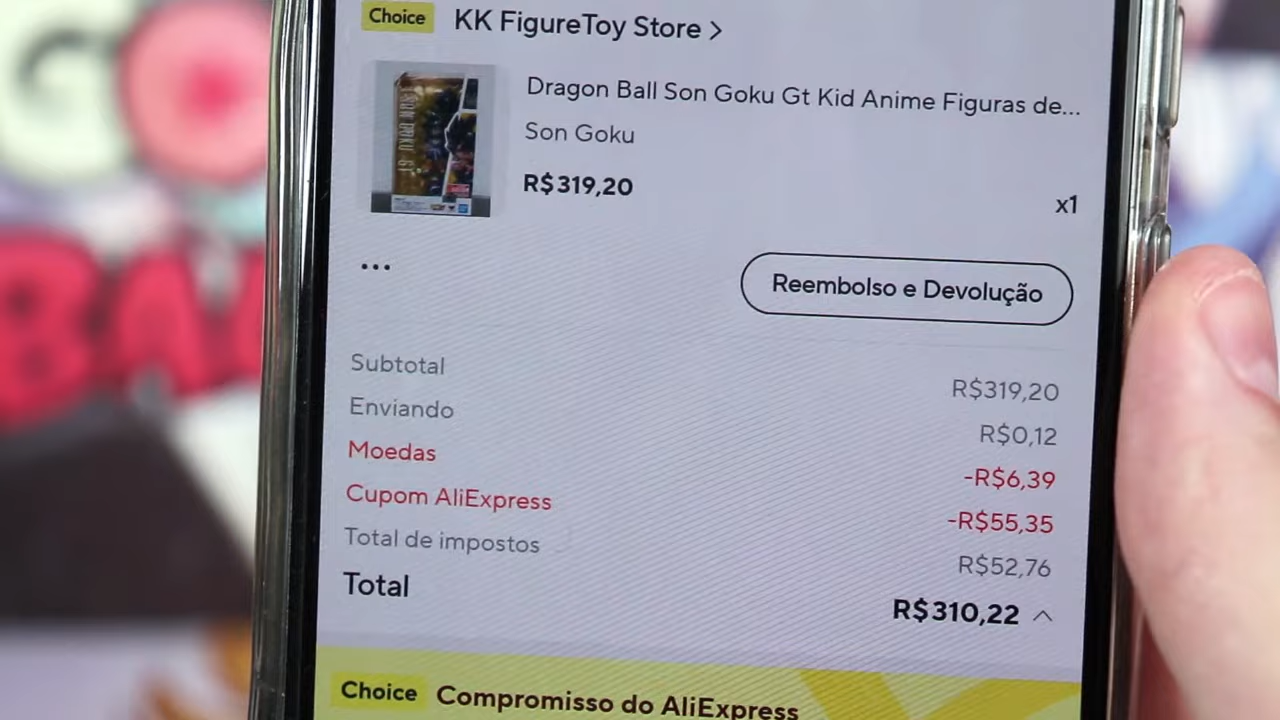 Choice KK FigureToy Store >
Dragon Ball Son Goku Gt Kid Anime Figuras de...
Son Goku
R$319,20
x1
...
Reembolso e Devolução
Subtotal R$319,20
Enviando R$0,12
Moedas -R$6,39
Cupom AliExpress -R$55,35
Total de impostos R$52,76
Total R$310,22
Choice Compromisso do AliExpress